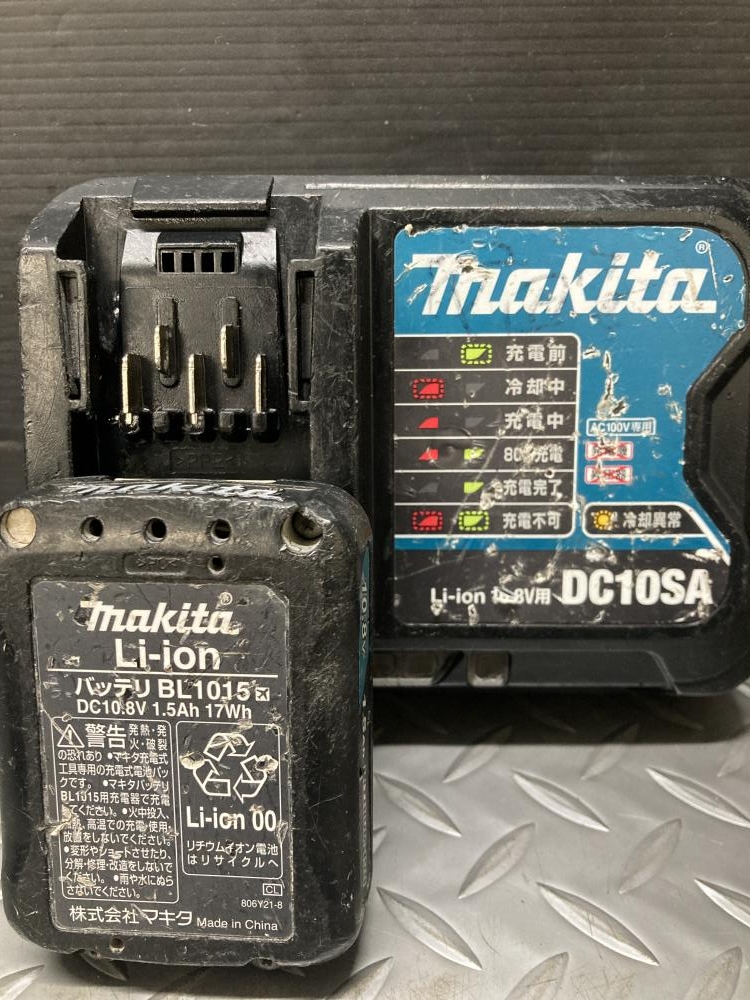 makita®
充電前
冷却中
充電中
AC100V専用
80%充電
充電完了
充電不可
冷却異常
Li-ion 10.8V用 DC10SA
makita
10.8V
makita®
Li-ion
バッテリ BL1015
DC10.8V 1.5Ah 17Wh
警告 発熱・発
火・破裂
の恐れあり ●マキタ充電式
工具専用の充電式電池パッ
クです。 ●マキタバッテリ
BL1015用充電器で充電
してください。 ●火中投入、
加熱、高温での充電・使用・
放置をしないでください。
●変形やショートさせたり、
分解・修理・改造をしないで
ください。 ●雨や水にぬら
さないでください。
Li-ion 00
リチウムイオン電池
はリサイクルへ
CL
806Y21-8
株式会社マキタ Made in China